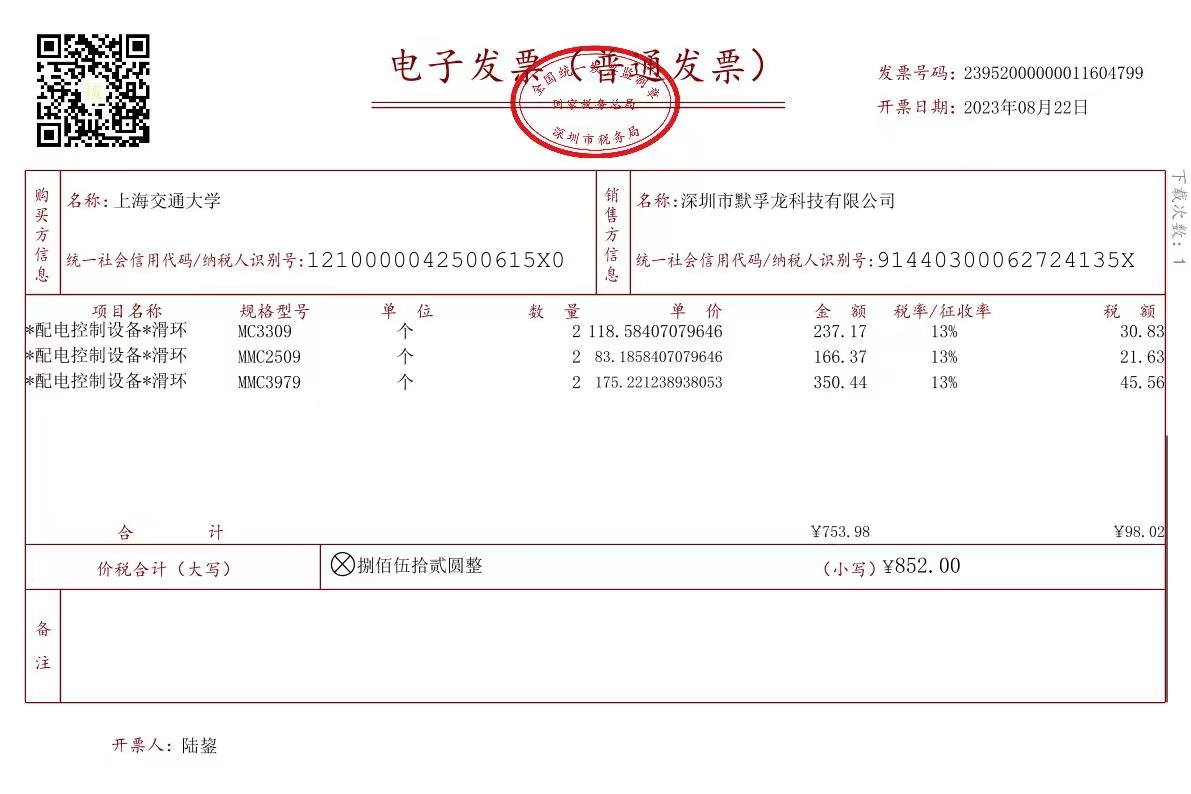 电子发票（普通发票）
全国统一发票监制章
国家税务总局
深圳市税务局
发票号码：23952000000011604799
开票日期：2023年08月22日
下载次数：1
购买方信息
名称：上海交通大学
统一社会信用代码/纳税人识别号：1210000042500615X0
销售方信息
名称：深圳市默孚龙科技有限公司
统一社会信用代码/纳税人识别号：91440300062724135X
项目名称 规格型号 单位 数量 单价 金额 税率/征收率 税额
*配电控制设备*滑环 MC3309 个 2 118.58407079646 237.17 13% 30.83
*配电控制设备*滑环 MMC2509 个 2 83.1858407079646 166.37 13% 21.63
*配电控制设备*滑环 MMC3979 个 2 175.221238938053 350.44 13% 45.56
合计 ¥753.98 ¥98.02
价税合计（大写） 捌佰伍拾贰圆整 （小写）¥852.00
备注
开票人：陆鋆